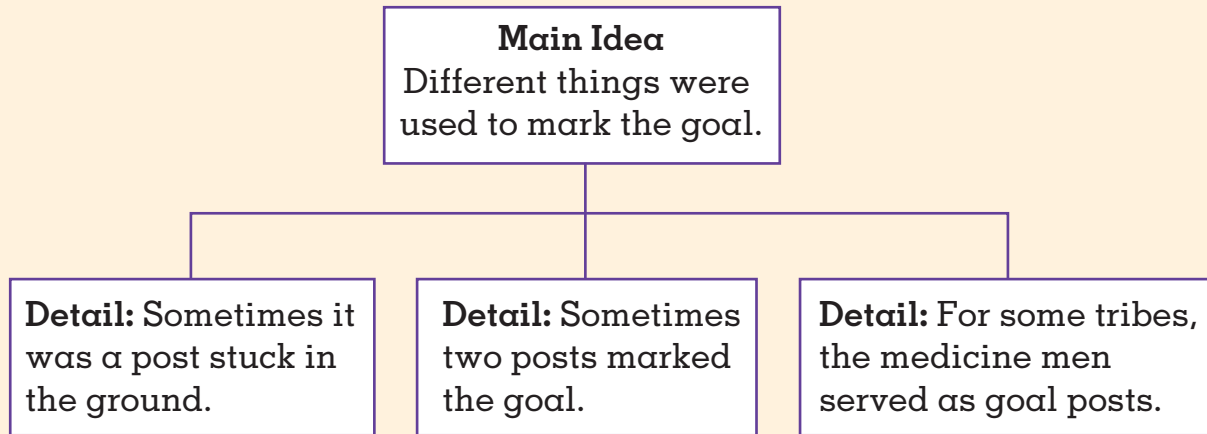 Main Idea
Different things were
used to mark the goal.
Detail: Sometimes it
was a post stuck in
the ground.
Detail: Sometimes
two posts marked
the goal.
Detail: For some tribes,
the medicine men
served as goal posts.